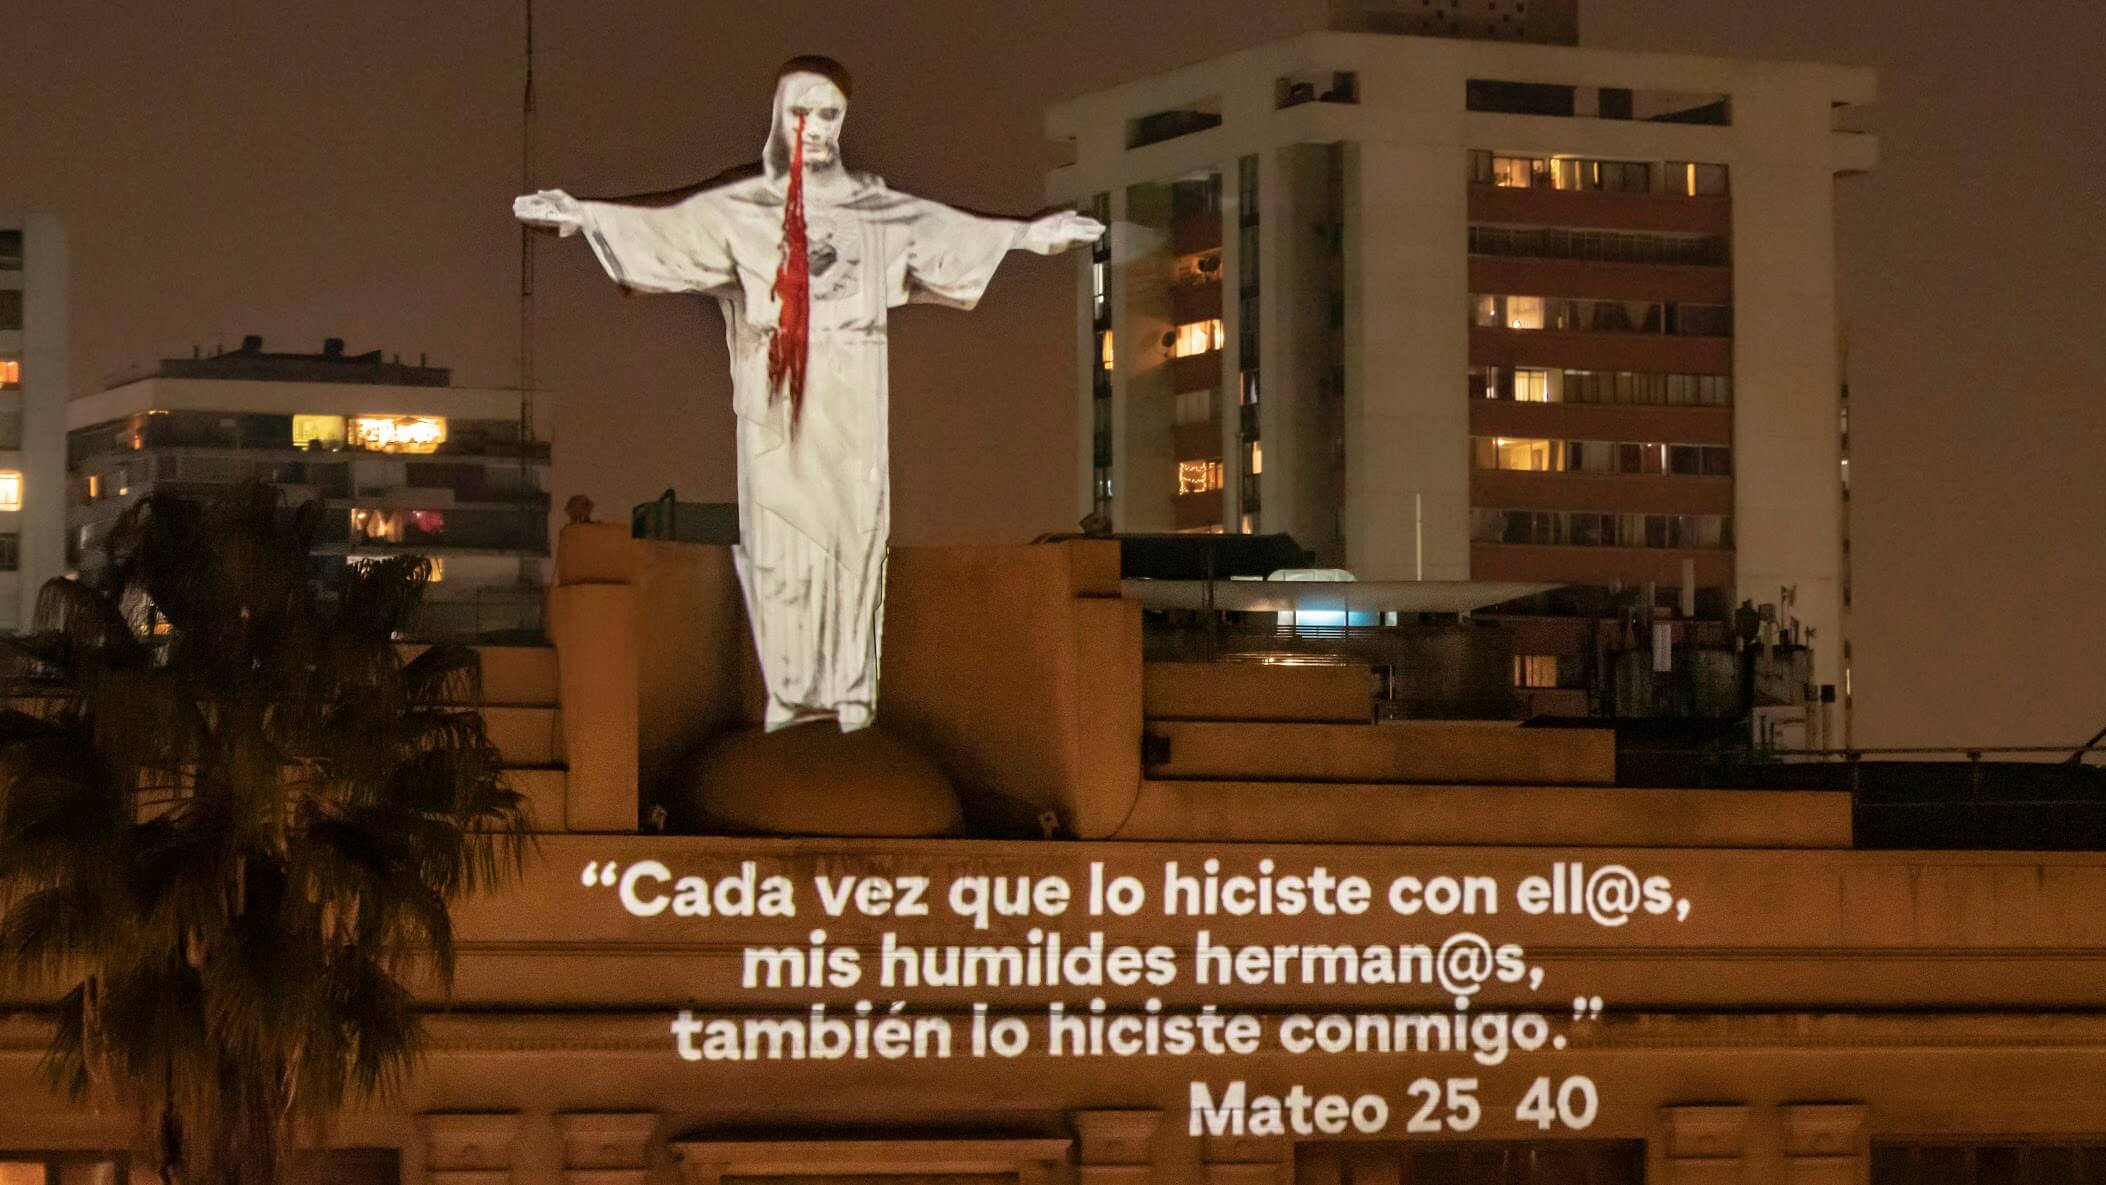 “Cada vez que lo hiciste con ell@s,
mis humildes herman@s,
también lo hiciste conmigo.”
Mateo 25 40